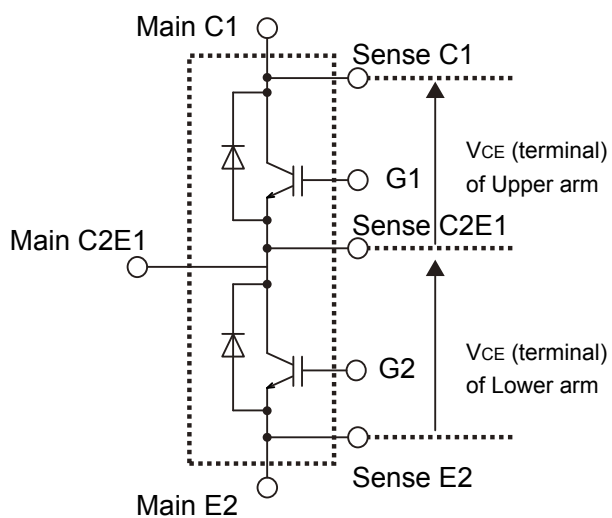 Main C1
Sense C1
VCE (terminal)
of Upper arm
G1
Sense C2E1
Main C2E1
VCE (terminal)
of Lower arm
G2
Sense E2
Main E2